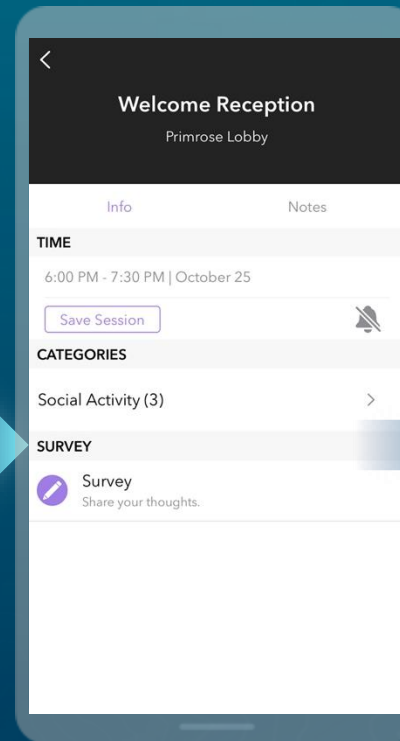 Welcome Reception
Primrose Lobby
Info Notes
TIME
6:00 PM - 7:30 PM | October 25
Save Session
CATEGORIES
Social Activity (3)
SURVEY
Survey
Share your thoughts.